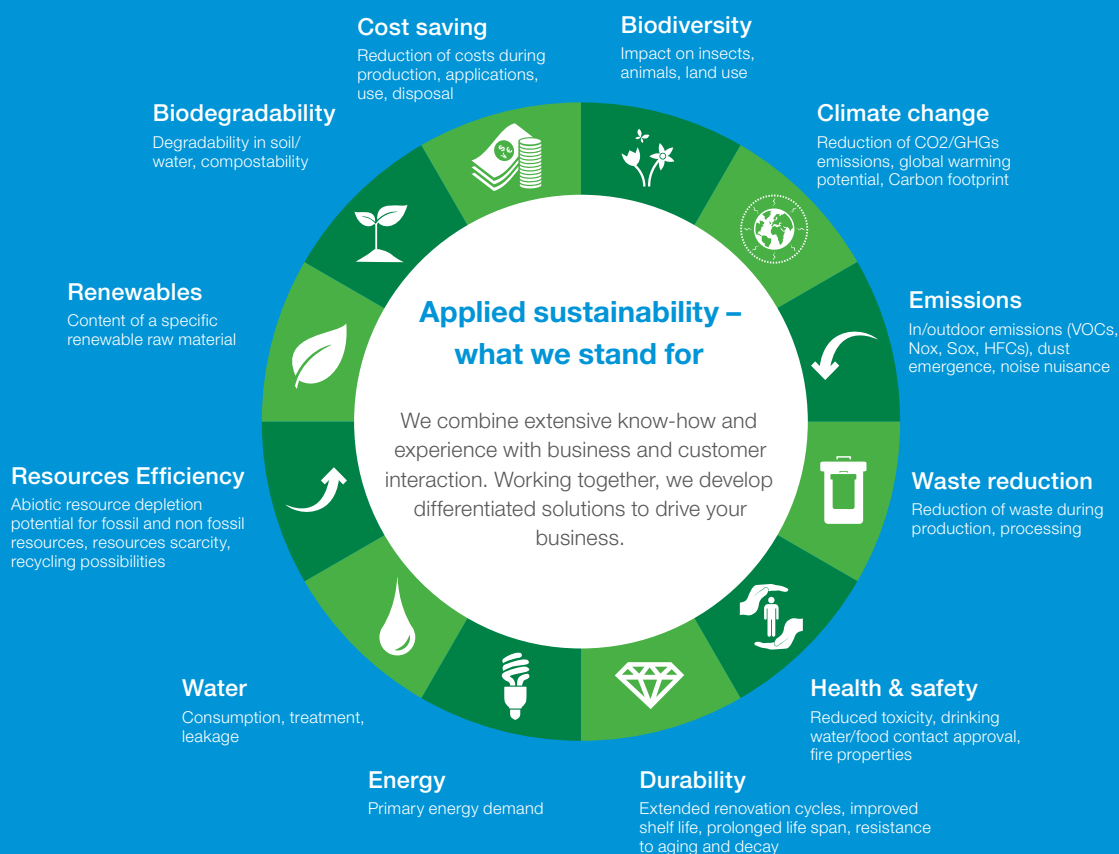 Cost saving
Reduction of costs during
production, applications,
use, disposal
Biodiversity
Impact on insects,
animals, land use
Biodegradability
Degradability in soil/
water, compostability
Climate change
Reduction of CO2/GHGs
emissions, global warming
potential, Carbon footprint
Renewables
Content of a specific
renewable raw material
Emissions
In/outdoor emissions (VOCs,
Nox, Sox, HFCs), dust
emergence, noise nuisance
Applied sustainability –
what we stand for
We combine extensive know-how and
experience with business and customer
interaction. Working together, we develop
differentiated solutions to drive your
business.
Resources Efficiency
Abiotic resource depletion
potential for fossil and non fossil
resources, resources scarcity,
recycling possibilities
Waste reduction
Reduction of waste during
production, processing
Water
Consumption, treatment,
leakage
Health & safety
Reduced toxicity, drinking
water/food contact approval,
fire properties
Energy
Primary energy demand
Durability
Extended renovation cycles, improved
shelf life, prolonged life span, resistance
to aging and decay